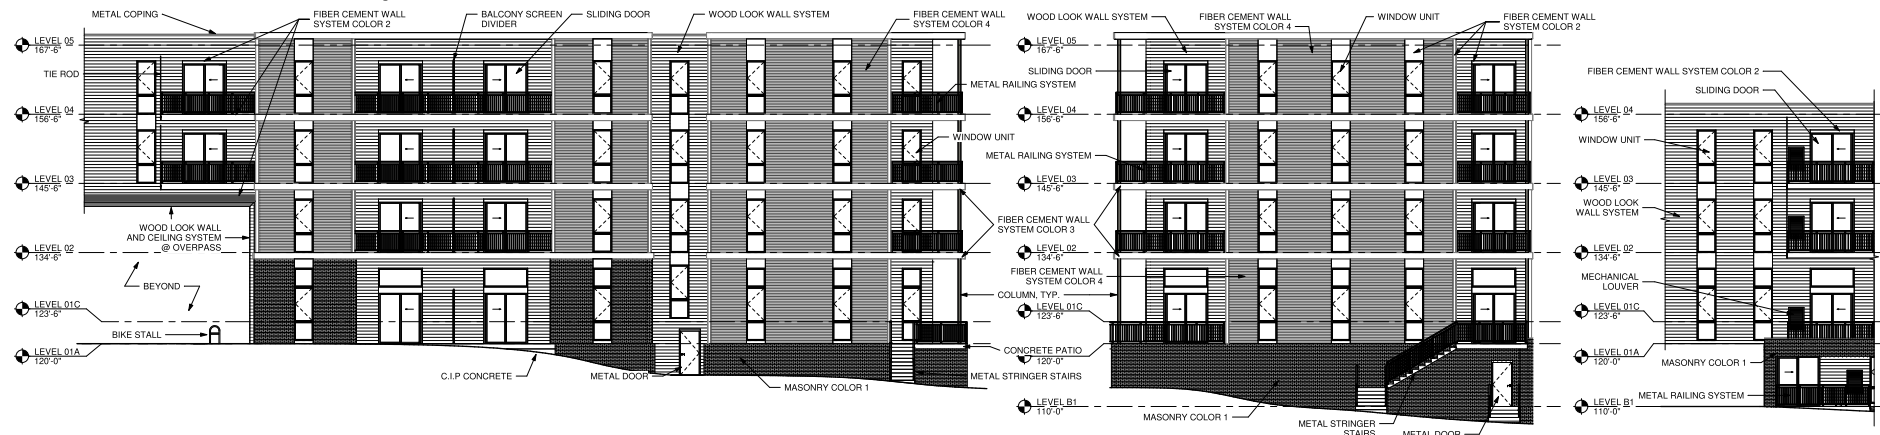 METAL COPING
FIBER CEMENT WALL
SYSTEM COLOR 2
BALCONY SCREEN
DIVIDER
SLIDING DOOR
WOOD LOOK WALL SYSTEM
FIBER CEMENT WALL
SYSTEM COLOR 4
LEVEL 05
167'-6"
TIE ROD
LEVEL 04
156'-6"
LEVEL 03
145'-6"
WOOD LOOK WALL
AND CEILING SYSTEM
@ OVERPASS
LEVEL 02
134'-6"
BEYOND
LEVEL 01C
123'-6"
BIKE STALL
LEVEL 01A
120'-0"
C.I.P CONCRETE
METAL DOOR
MASONRY COLOR 1
METAL RAILING SYSTEM
WINDOW UNIT
METAL RAILING SYSTEM
FIBER CEMENT WALL
SYSTEM COLOR 3
COLUMN, TYP.
CONCRETE PATIO
METAL STRINGER STAIRS
WOOD LOOK WALL SYSTEM
FIBER CEMENT WALL
SYSTEM COLOR 4
WINDOW UNIT
FIBER CEMENT WALL
SYSTEM COLOR 2
LEVEL 05
167'-6"
SLIDING DOOR
LEVEL 04
156'-6"
LEVEL 03
145'-6"
LEVEL 02
134'-6"
FIBER CEMENT WALL
SYSTEM COLOR 4
LEVEL 01C
123'-6"
120'-0"
LEVEL B1
110'-0"
MASONRY COLOR 1
METAL STRINGER
STAIRS
METAL DOOR
FIBER CEMENT WALL SYSTEM COLOR 2
SLIDING DOOR
LEVEL 04
156'-6"
WINDOW UNIT
LEVEL 03
145'-6"
WOOD LOOK
WALL SYSTEM
LEVEL 02
134'-6"
MECHANICAL
LOUVER
LEVEL 01C
123'-6"
LEVEL 01A
120'-0"
MASONRY COLOR 1
METAL RAILING SYSTEM
LEVEL B1
110'-0"